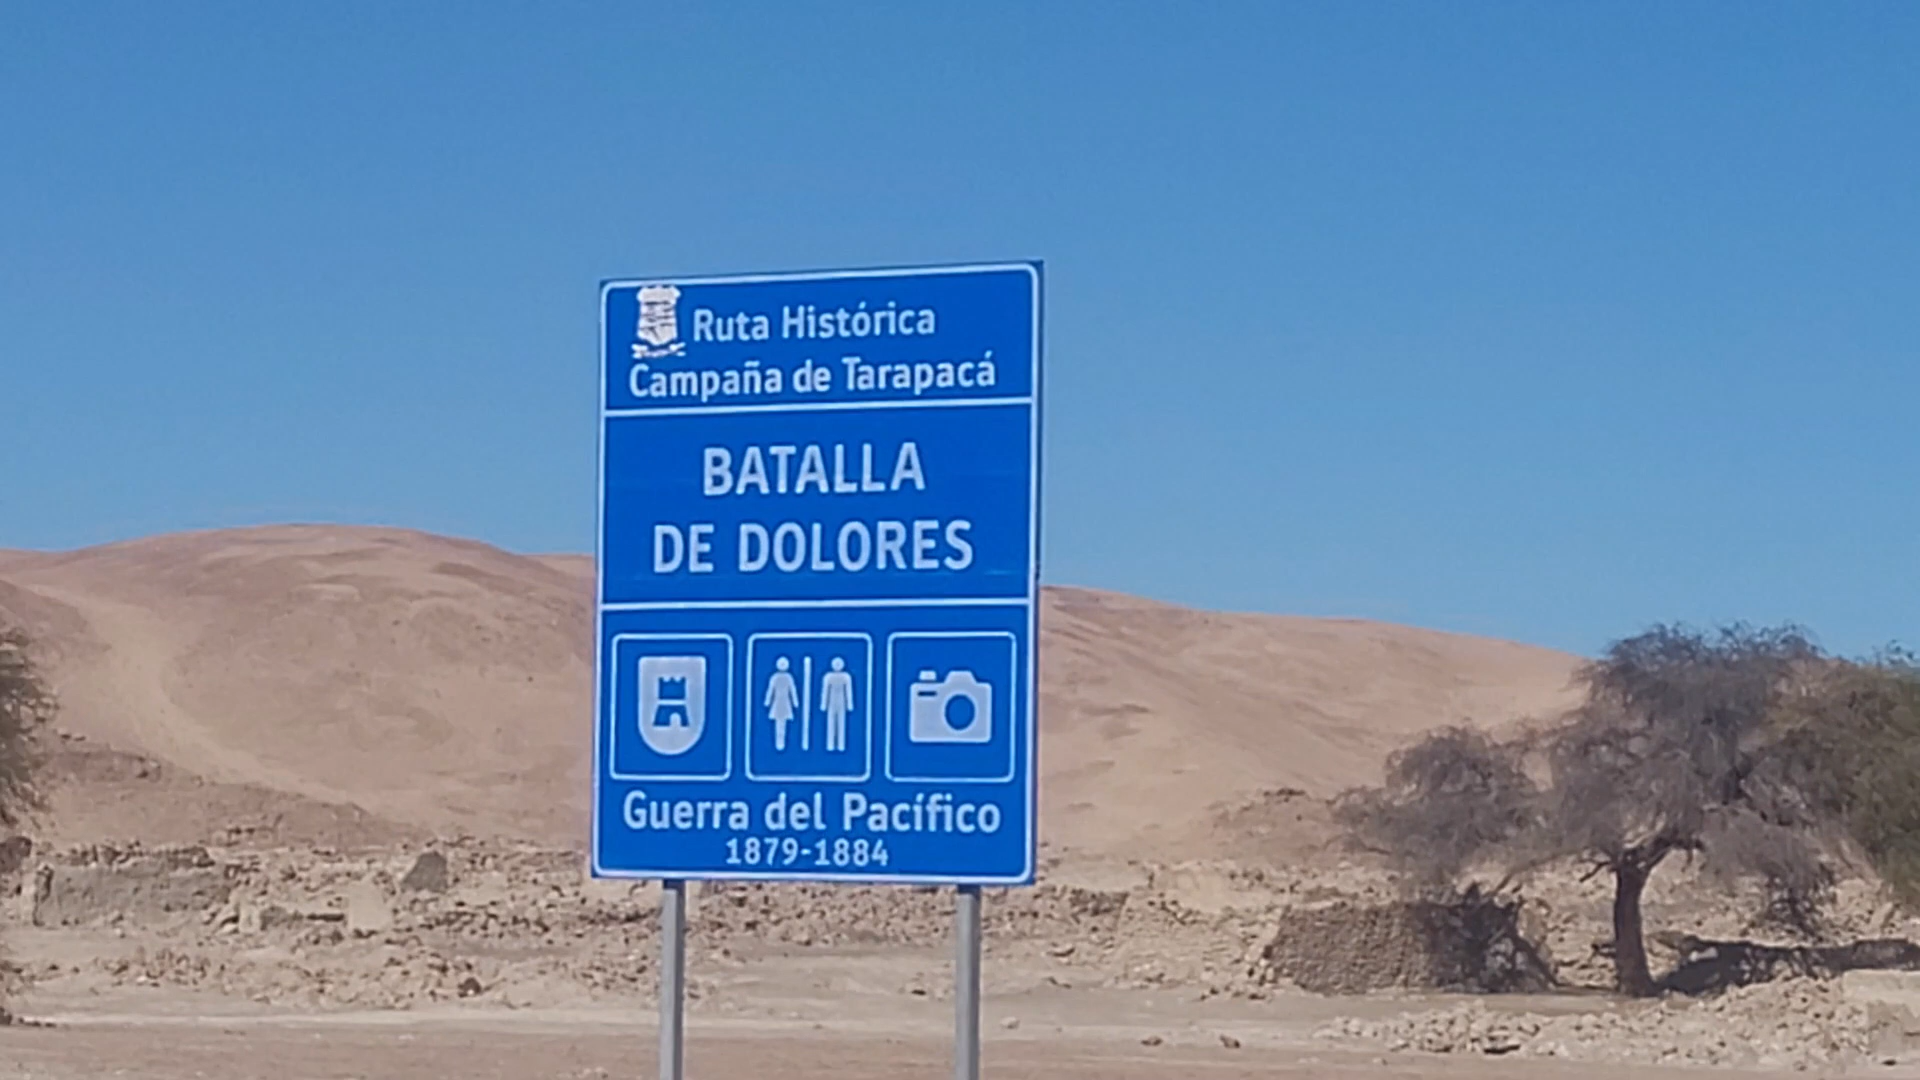 Ruta Histórica
Campaña de Tarapacá
BATALLA
DE DOLORES
Guerra del Pacífico
1879-1884